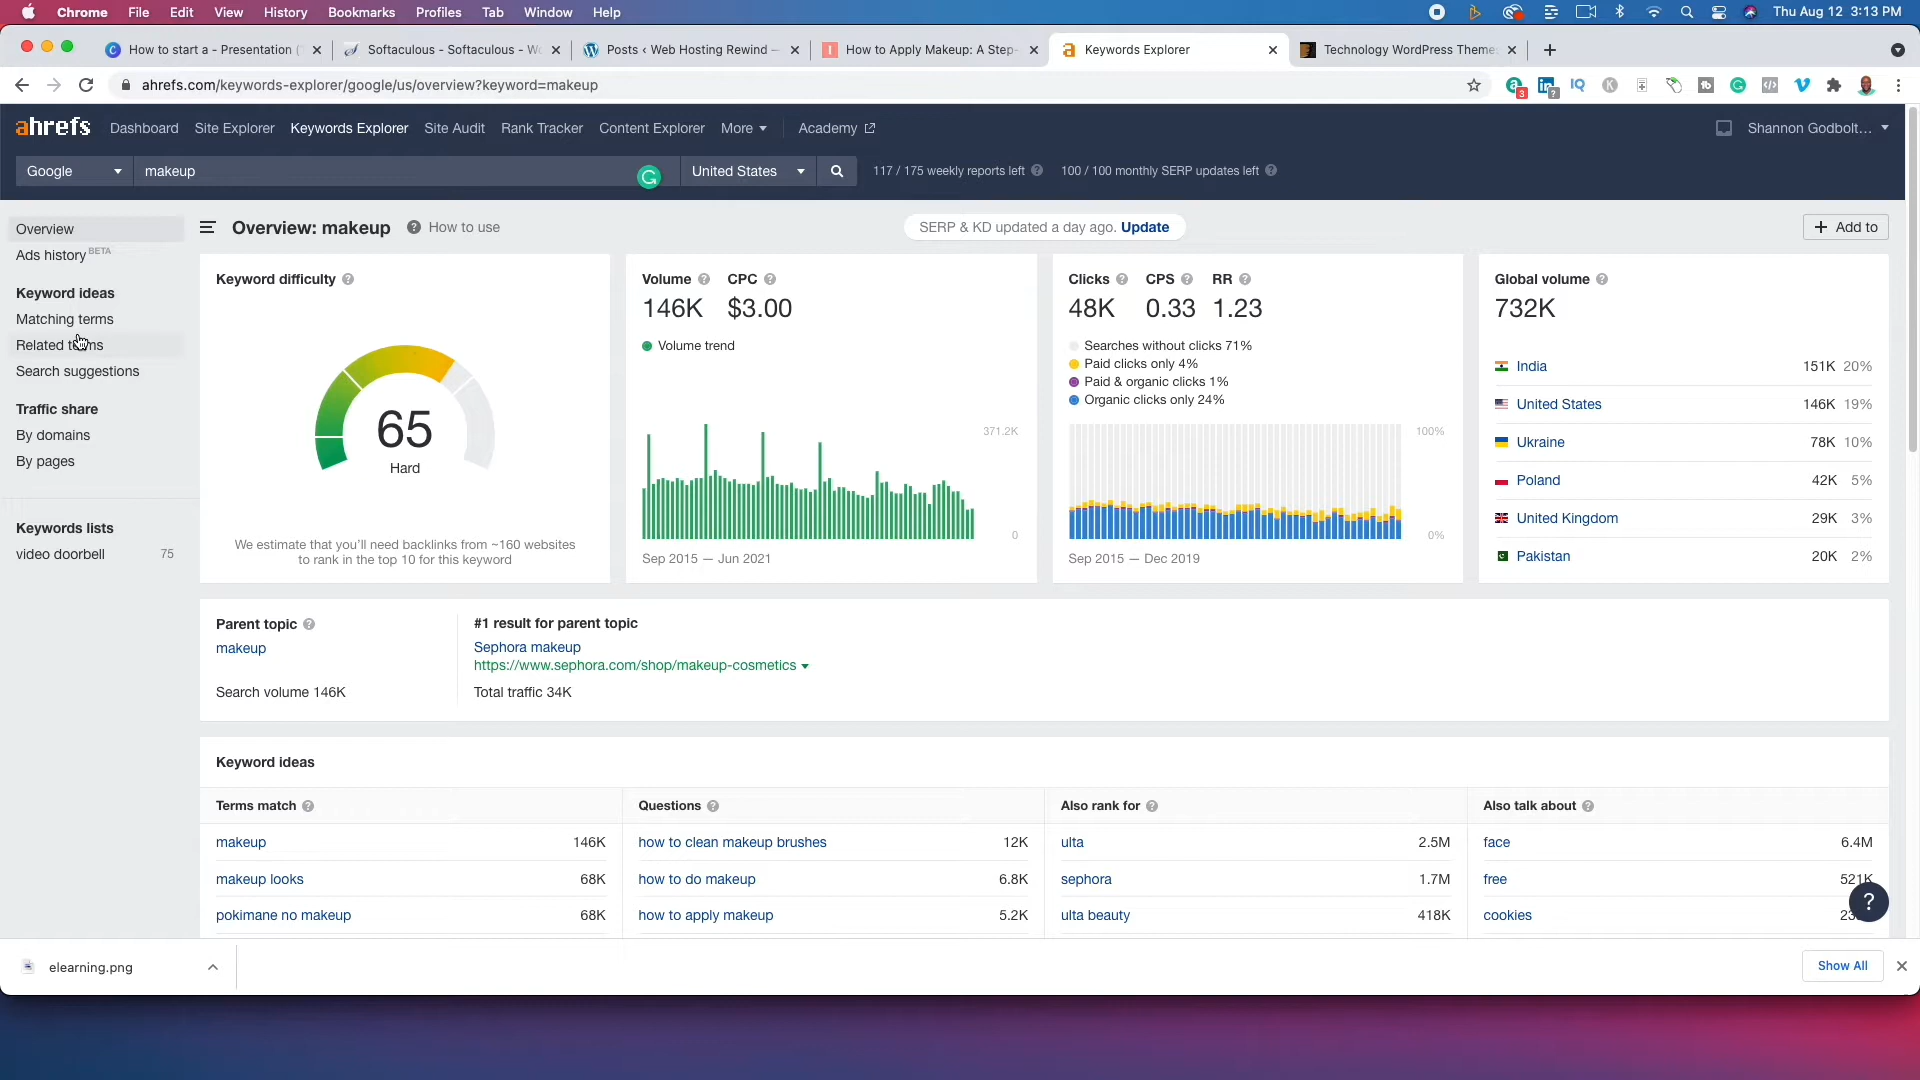 Chrome File Edit View History Bookmarks Profiles Tab Window Help Thu Aug 12 3:13 PM
How to start a - Presentation ( Softaculous - Softaculous - Wo Posts ‹ Web Hosting Rewind — How to Apply Makeup: A Step- Keywords Explorer Technology WordPress Theme:
ahrefs.com/keywords-explorer/google/us/overview?keyword=makeup
ahrefs Dashboard Site Explorer Keywords Explorer Site Audit Rank Tracker Content Explorer More Academy Shannon Godbolt...
Google makeup United States 117 / 175 weekly reports left 100 / 100 monthly SERP updates left
Overview
Ads history BETA
Keyword ideas
Matching terms
Related terms
Search suggestions
Traffic share
By domains
By pages
Keywords lists
video doorbell 75
Overview: makeup How to use SERP & KD updated a day ago. Update + Add to
Keyword difficulty
65
Hard
We estimate that you'll need backlinks from ~160 websites
to rank in the top 10 for this keyword
Volume CPC
146K $3.00
Volume trend
371.2K
0
Sep 2015 — Jun 2021
Clicks CPS RR
48K 0.33 1.23
Searches without clicks 71%
Paid clicks only 4%
Paid & organic clicks 1%
Organic clicks only 24%
100%
0%
Sep 2015 — Dec 2019
Global volume
732K
India 151K 20%
United States 146K 19%
Ukraine 78K 10%
Poland 42K 5%
United Kingdom 29K 3%
Pakistan 20K 2%
Parent topic
makeup
Search volume 146K
#1 result for parent topic
Sephora makeup
https://www.sephora.com/shop/makeup-cosmetics
Total traffic 34K
Keyword ideas
Terms match Questions Also rank for Also talk about
makeup 146K how to clean makeup brushes 12K ulta 2.5M face 6.4M
makeup looks 68K how to do makeup 6.8K sephora 1.7M free 521K
pokimane no makeup 68K how to apply makeup 5.2K ulta beauty 418K cookies
elearning.png Show All